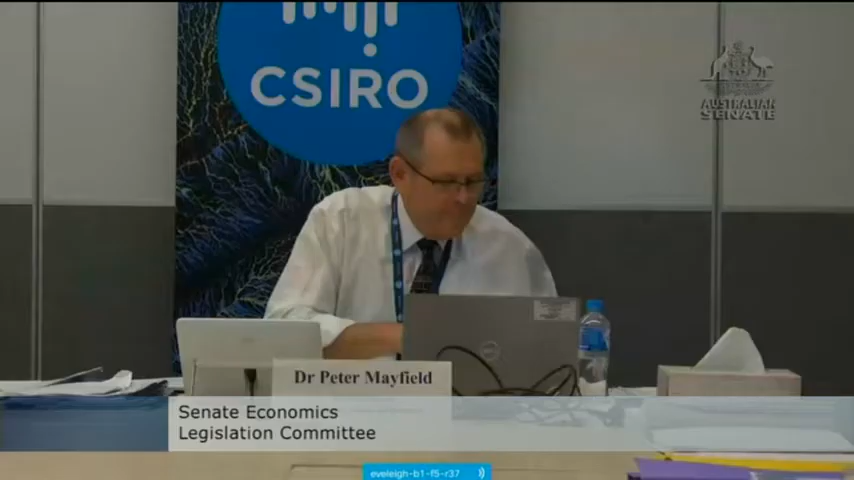 CSIRO
AUSTRALIAN
SENATE
Dr Peter Mayfield
Senate Economics
Legislation Committee
eveleigh-b1-f5-r37